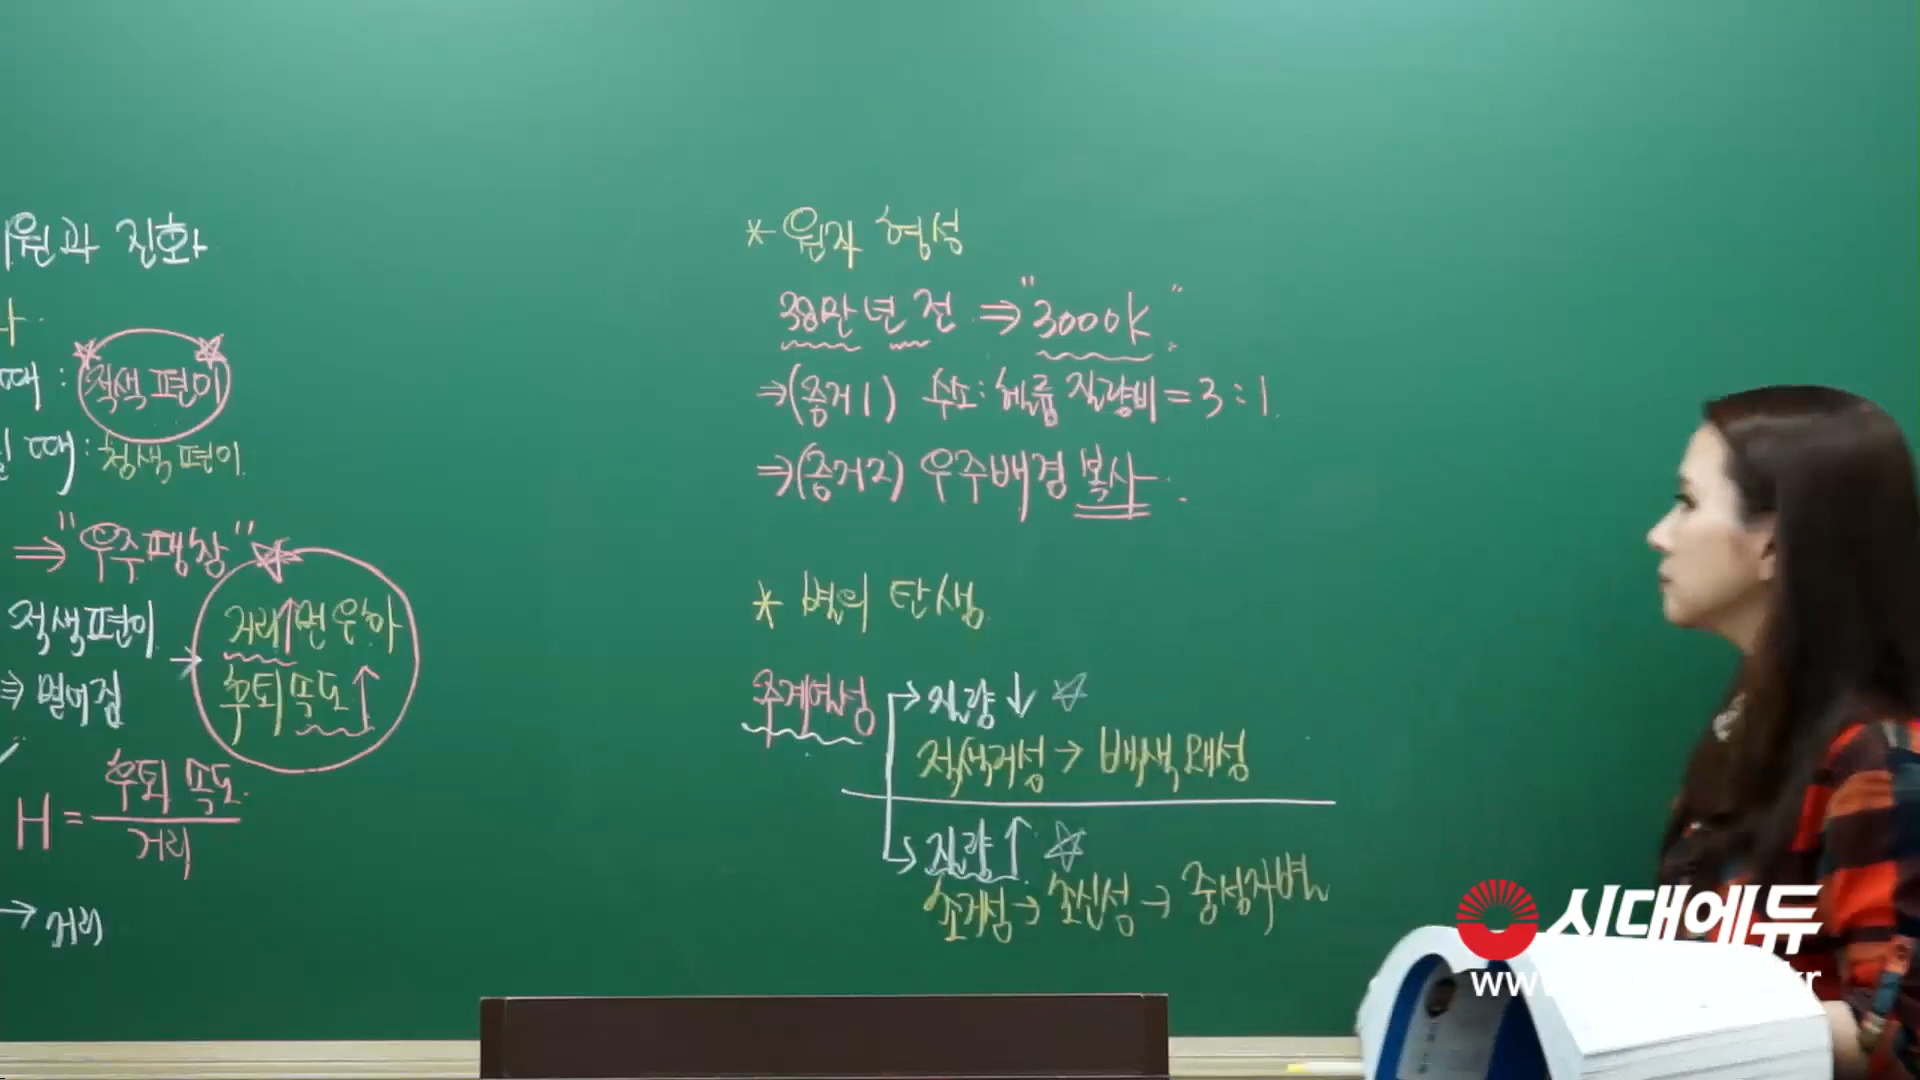 원과 진화
때 : 적색편이
때 : 청색편이
⇒ "우주팽창"
적색편이 → 거리↑먼 은하
⇒ 멀어짐 후퇴속도↑
H = 후퇴 속도 / 거리
→ 거리
* 원자 형성
38만 년 전 ⇒ "3000K"
⇒ (증거1) 수소 : 헬륨 질량비 = 3 : 1
⇒ (증거2) 우주배경 복사
* 별의 탄생
주계열성 → 질량 ↓ ☆
적색거성 → 백색왜성
→ 질량 ↑ ☆
초거성 → 초신성 → 중성자별
시대에듀